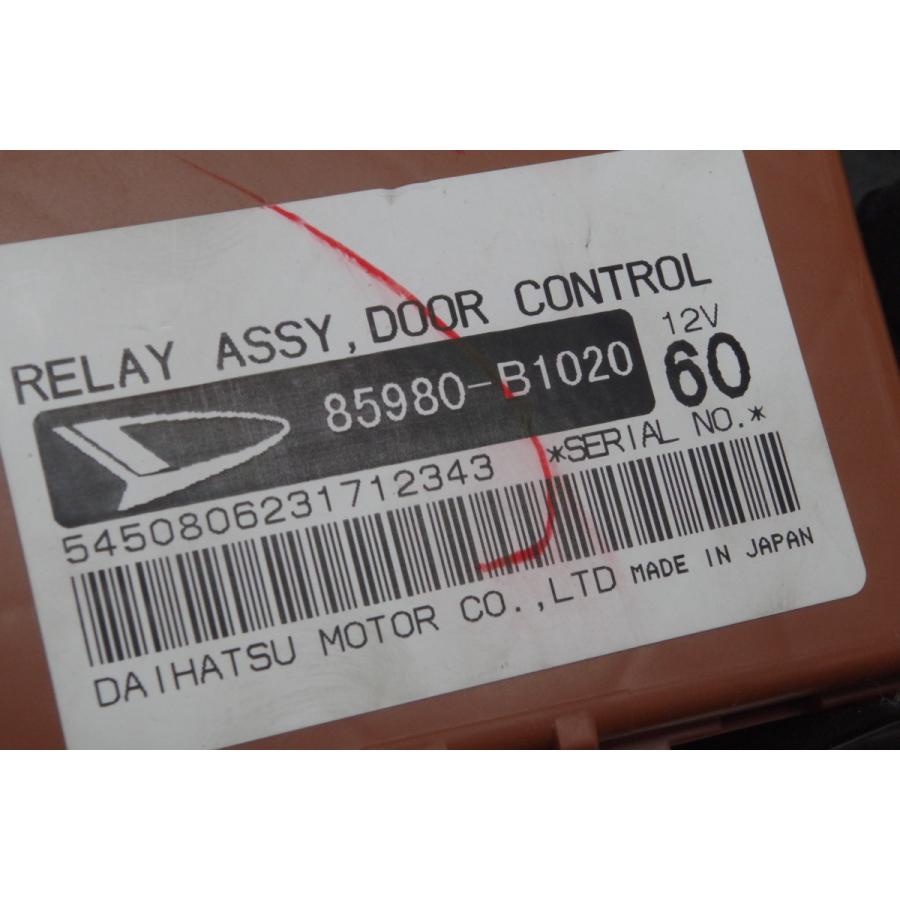 RELAY ASSY, DOOR CONTROL
85980-B1020
12V
60
5450806231712343
*SERIAL NO.*
DAIHATSU MOTOR CO.,LTD MADE IN JAPAN